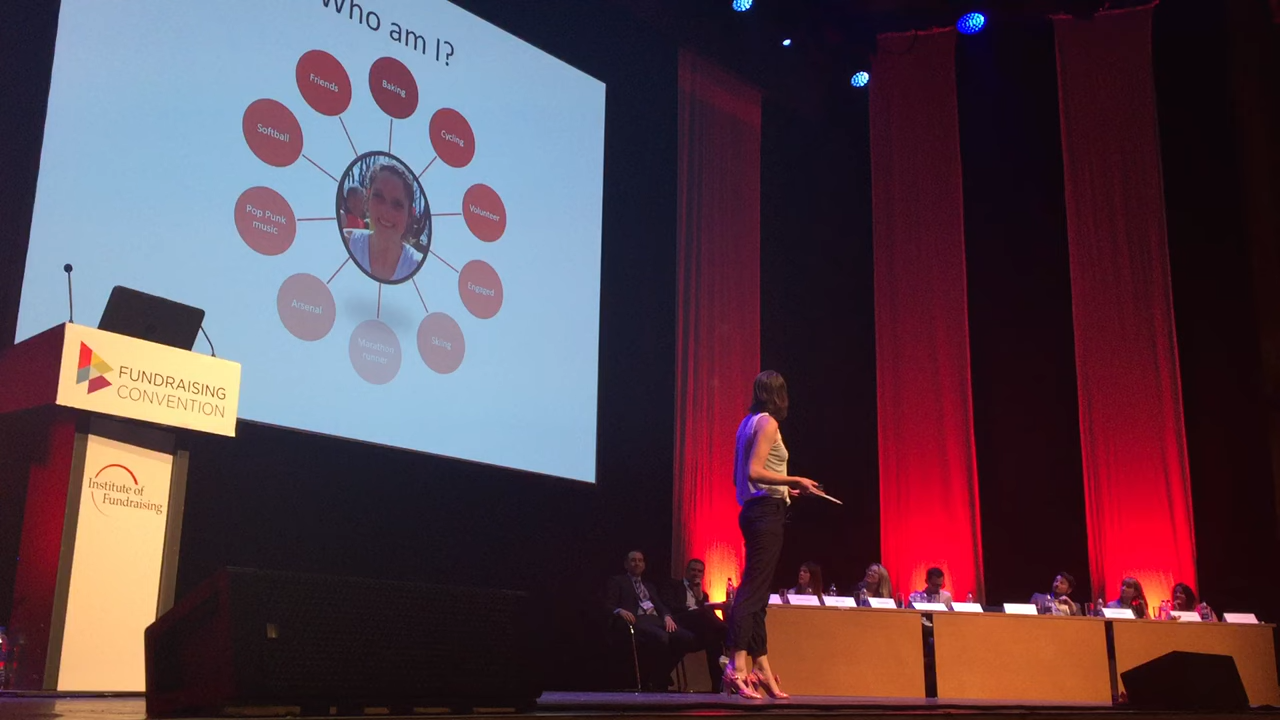 Who am I?
Friends
Baking
Softball
Cycling
Pop Punk
music
Volunteer
Arsenal
Engaged
Marathon
runner
Skiing
FUNDRAISING
CONVENTION
Institute of
Fundraising